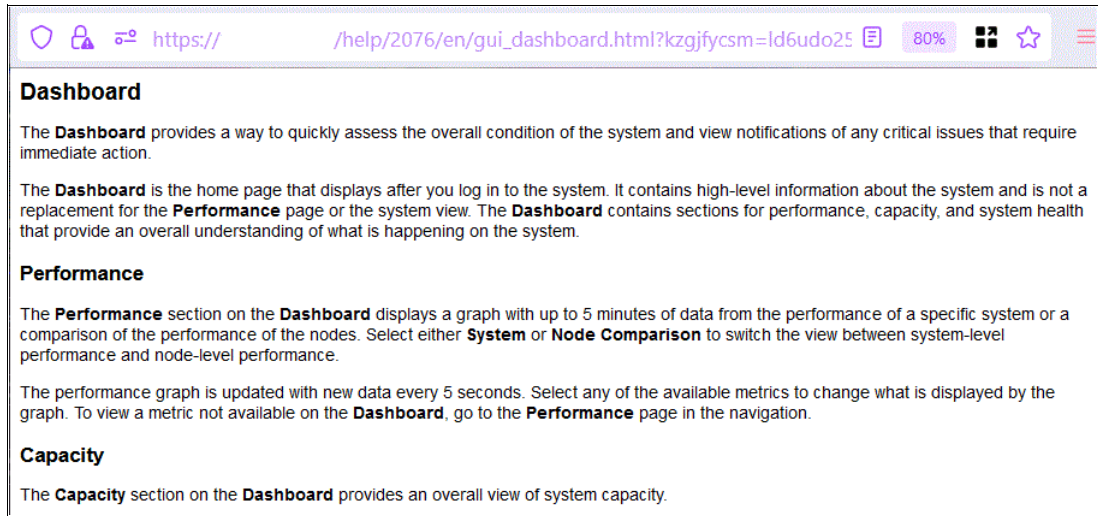 https:// /help/2076/en/gui_dashboard.html?kzgjfycsm=ld6udo25 80%
Dashboard
The Dashboard provides a way to quickly assess the overall condition of the system and view notifications of any critical issues that require
immediate action.
The Dashboard is the home page that displays after you log in to the system. It contains high-level information about the system and is not a
replacement for the Performance page or the system view. The Dashboard contains sections for performance, capacity, and system health
that provide an overall understanding of what is happening on the system.
Performance
The Performance section on the Dashboard displays a graph with up to 5 minutes of data from the performance of a specific system or a
comparison of the performance of the nodes. Select either System or Node Comparison to switch the view between system-level
performance and node-level performance.
The performance graph is updated with new data every 5 seconds. Select any of the available metrics to change what is displayed by the
graph. To view a metric not available on the Dashboard, go to the Performance page in the navigation.
Capacity
The Capacity section on the Dashboard provides an overall view of system capacity.